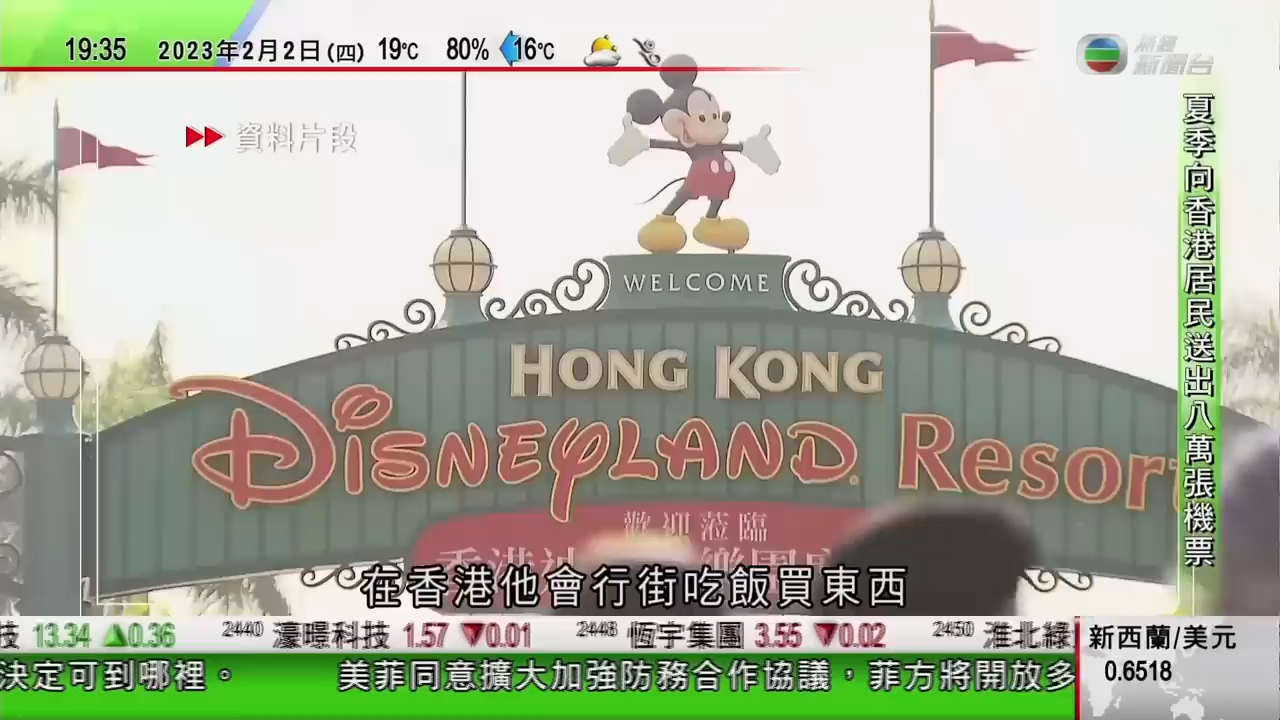 19:35 2023年2月2日(四) 19℃ 80% 16℃
無綫新聞台
資料片段
夏季向香港居民送出八萬張機票
WELCOME
HONG KONG
DISNEYLAND Resort
歡迎蒞臨
在香港他會行街吃飯買東西
技 13.34 ▲0.36 2440 濠暻科技 1.57 ▼0.01 2448 恆宇集團 3.55 ▼0.02 2450 淮北綠
新西蘭/美元
0.6518
決定可到哪裡。 美菲同意擴大加強防務合作協議，菲方將開放多